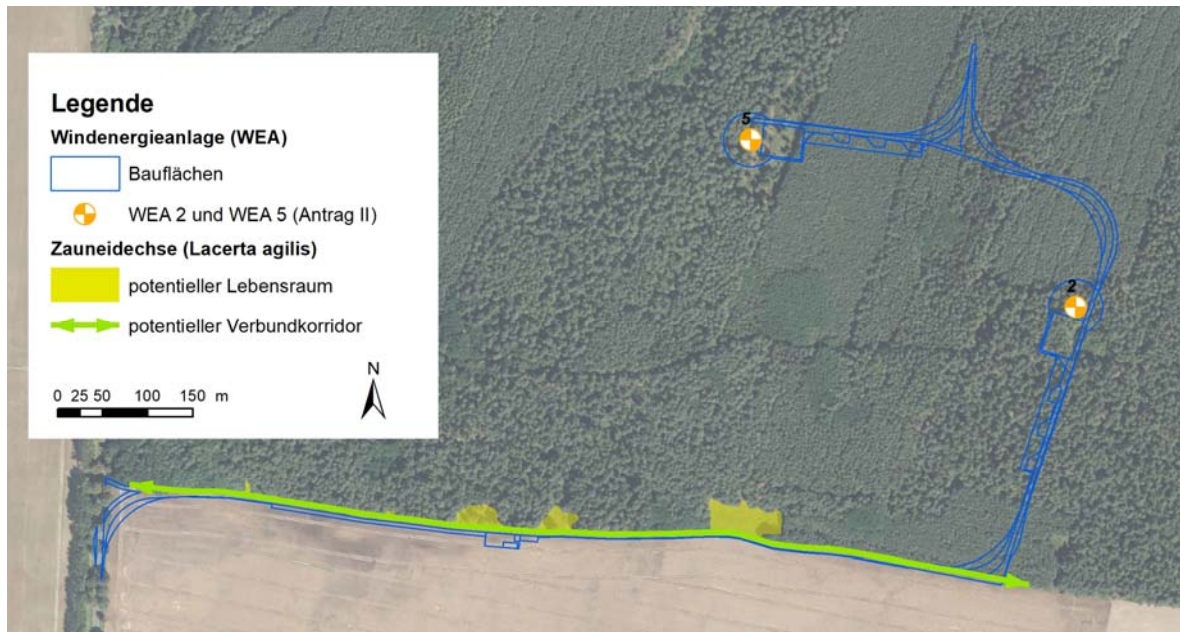 Legende
Windenergieanlage (WEA)
Bauflächen
WEA 2 und WEA 5 (Antrag II)
Zauneidechse (Lacerta agilis)
potentieller Lebensraum
potentieller Verbundkorridor
N
0 25 50 100 150 m
5
2